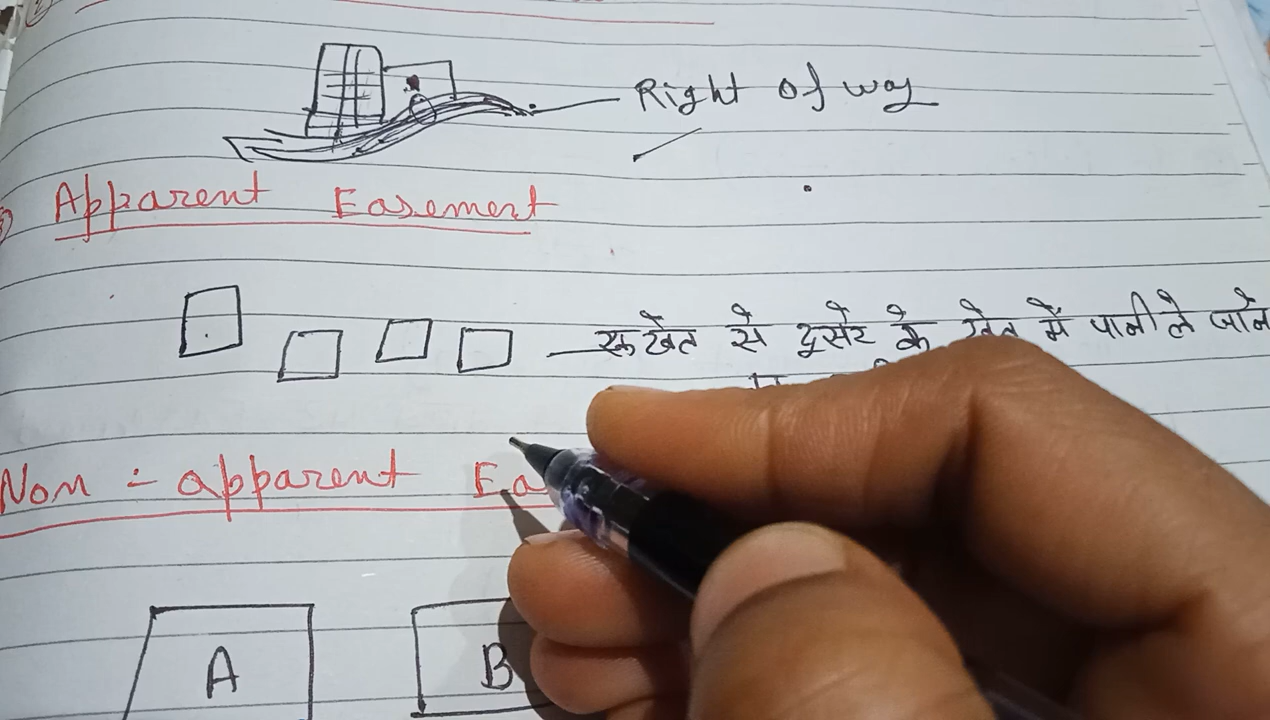 Right of way
Apparent Easement
एक खेत से दूसरे के खेत में पानी ले जाने
Non = apparent Ea
A
B